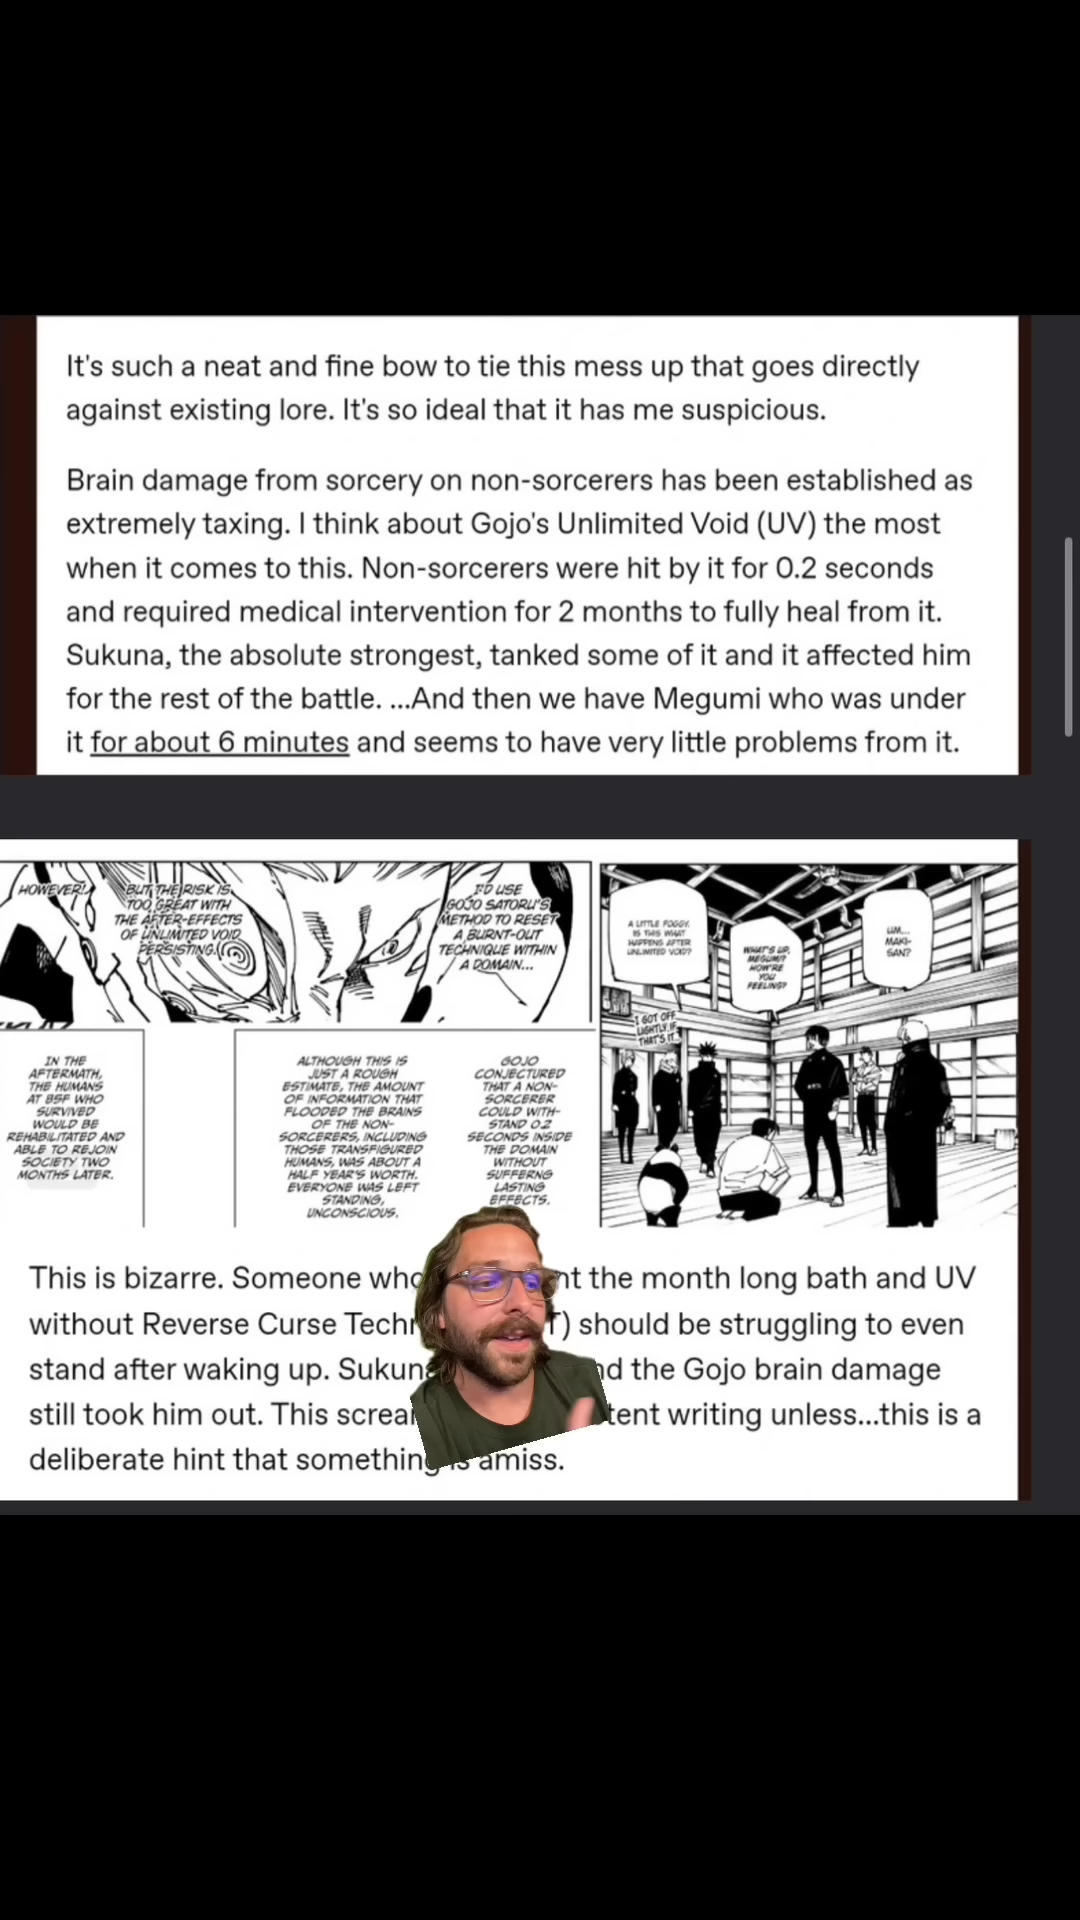 It's such a neat and fine bow to tie this mess up that goes directly
against existing lore. It's so ideal that it has me suspicious.
Brain damage from sorcery on non-sorcerers has been established as
extremely taxing. I think about Gojo's Unlimited Void (UV) the most
when it comes to this. Non-sorcerers were hit by it for 0.2 seconds
and required medical intervention for 2 months to fully heal from it.
Sukuna, the absolute strongest, tanked some of it and it affected him
for the rest of the battle. ...And then we have Megumi who was under
it for about 6 minutes and seems to have very little problems from it.
I'D USE
GOJO SATORU'S
METHOD TO RESET
A BURNT-OUT
TECHNIQUE WITHIN
A DOMAIN...
BUT THE RISK IS
TOO GREAT WITH
THE AFTER-EFFECTS
OF UNLIMITED VOID
PERSISTING.
HOWEVER!
UM...
MAKI-
SAN?
WHAT'S UP,
MEGUMI?
HOW'RE
YOU
FEELING?
A LITTLE FOGGY.
IS THIS WHAT
HAPPENS AFTER
UNLIMITED VOID?
I GOT OFF
LIGHTLY IF
THAT'S IT.
GOJO
CONJECTURED
THAT A NON-
SORCERER
COULD WITH-
STAND 0.2
SECONDS INSIDE
THE DOMAIN
WITHOUT
SUFFERNG
LASTING
EFFECTS.
ALTHOUGH THIS IS
JUST A ROUGH
ESTIMATE, THE AMOUNT
OF INFORMATION THAT
FLOODED THE BRAINS
OF THE NON-
SORCERERS, INCLUDING
THOSE TRANSFIGURED
HUMANS, WAS ABOUT A
HALF YEAR'S WORTH.
EVERYONE WAS LEFT
STANDING,
UNCONSCIOUS.
IN THE
AFTERMATH,
THE HUMANS
AT B5F WHO
SURVIVED
WOULD BE
REHABILITATED AND
ABLE TO REJOIN
SOCIETY TWO
MONTHS LATER.
This is bizarre. Someone who nt the month long bath and UV
without Reverse Curse Tech T) should be struggling to even
stand after waking up. Sukuna nd the Gojo brain damage
still took him out. This screa tent writing unless...this is a
deliberate hint that something is amiss.